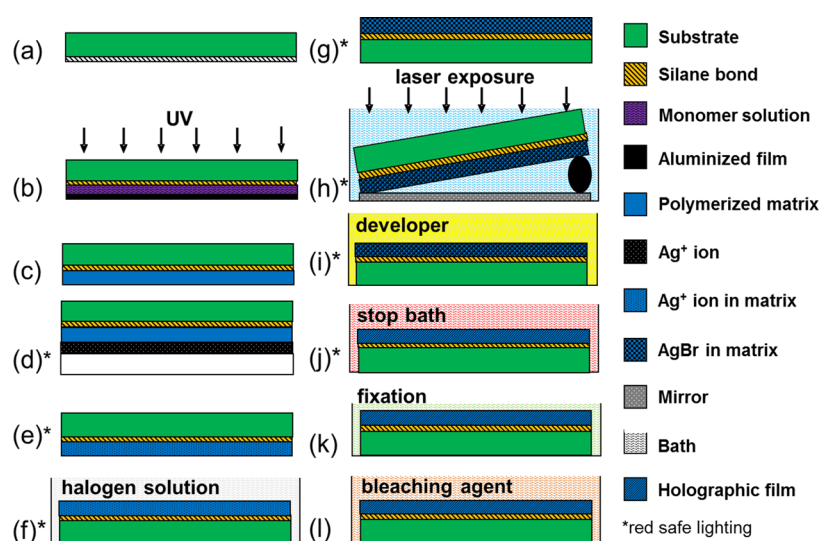 (a)
UV
(b)
(c)
(d)*
(e)*
halogen solution
(f)*
(g)*
laser exposure
(h)*
developer
(i)*
stop bath
(j)*
fixation
(k)
bleaching agent
(l)
Substrate
Silane bond
Monomer solution
Aluminized film
Polymerized matrix
Ag⁺ ion
Ag⁺ ion in matrix
AgBr in matrix
Mirror
Bath
Holographic film
*red safe lighting